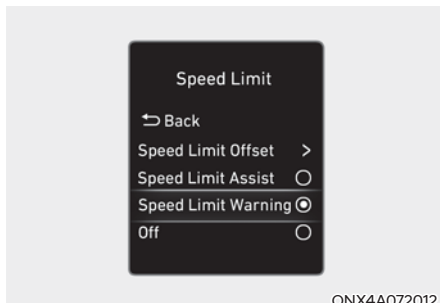 Speed Limit
Back
Speed Limit Offset >
Speed Limit Assist
Speed Limit Warning
Off
ONX4A072012